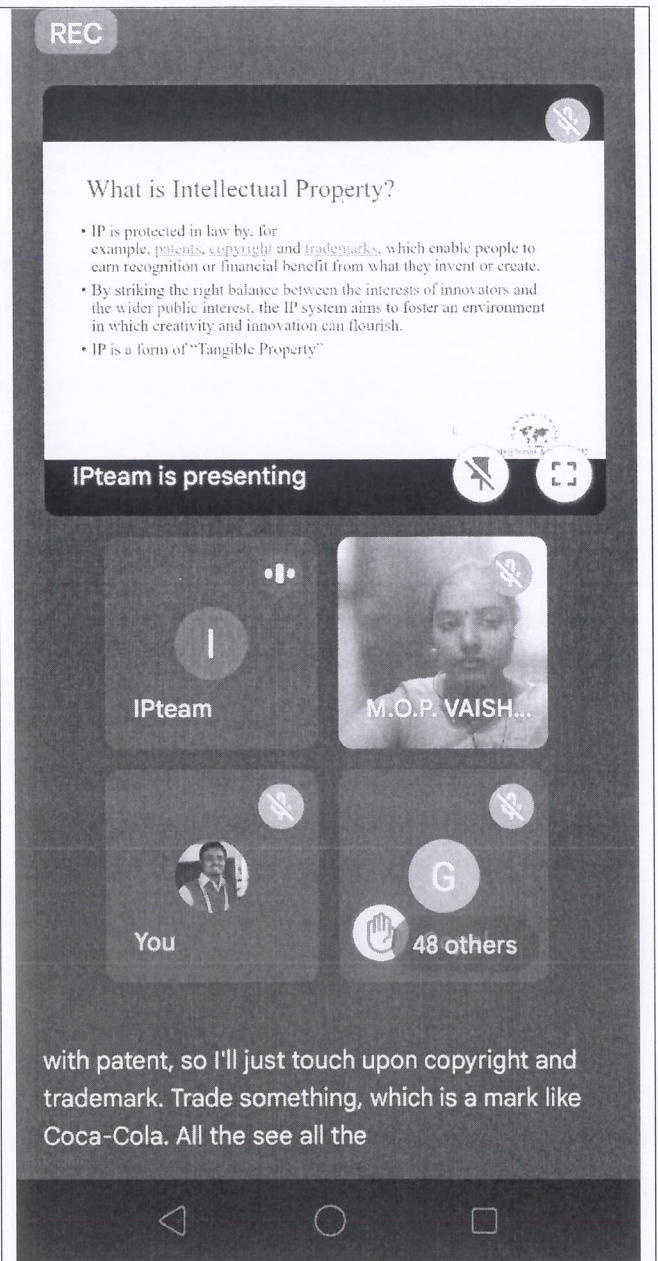 REC
What is Intellectual Property?
• IP is protected in law by, for
example, patents, copyright and trademarks, which enable people to
earn recognition or financial benefit from what they invent or create.
• By striking the right balance between the interests of innovators and
the wider public interest, the IP system aims to foster an environment
in which creativity and innovation can flourish.
• IP is a form of “Tangible Property”
IPteam is presenting
I
IPteam
M.O.P. VAISH...
You
G
48 others
with patent, so I'll just touch upon copyright and
trademark. Trade something, which is a mark like
Coca-Cola. All the see all the